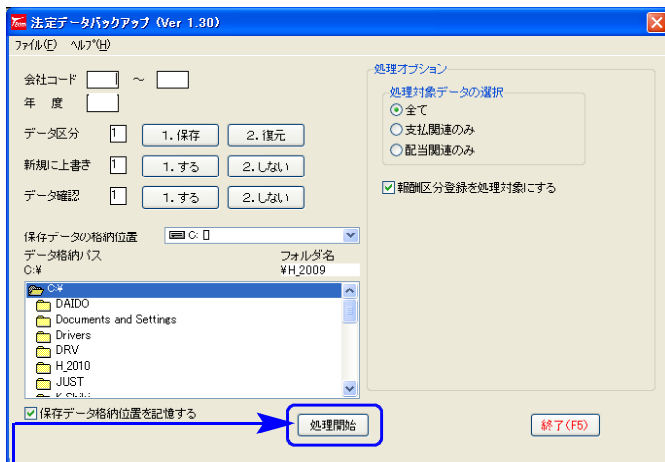 法定データバックアップ (Ver 1.30)
ファイル(F) ヘルプ(H)
会社コード ～
年 度
データ区分 1 1.保存 2.復元
新規に上書き 1 1.する 2.しない
データ確認 1 1.する 2.しない
保存データの格納位置 C: []
データ格納パス フォルダ名
C:¥ ¥H_2009
C:¥
DAIDO
Documents and Settings
Drivers
DRV
H_2010
JUST
保存データ格納位置を記憶する
処理開始
処理オプション
処理対象データの選択
全て
支払関連のみ
配当関連のみ
報酬区分登録を処理対象にする
終了(F5)